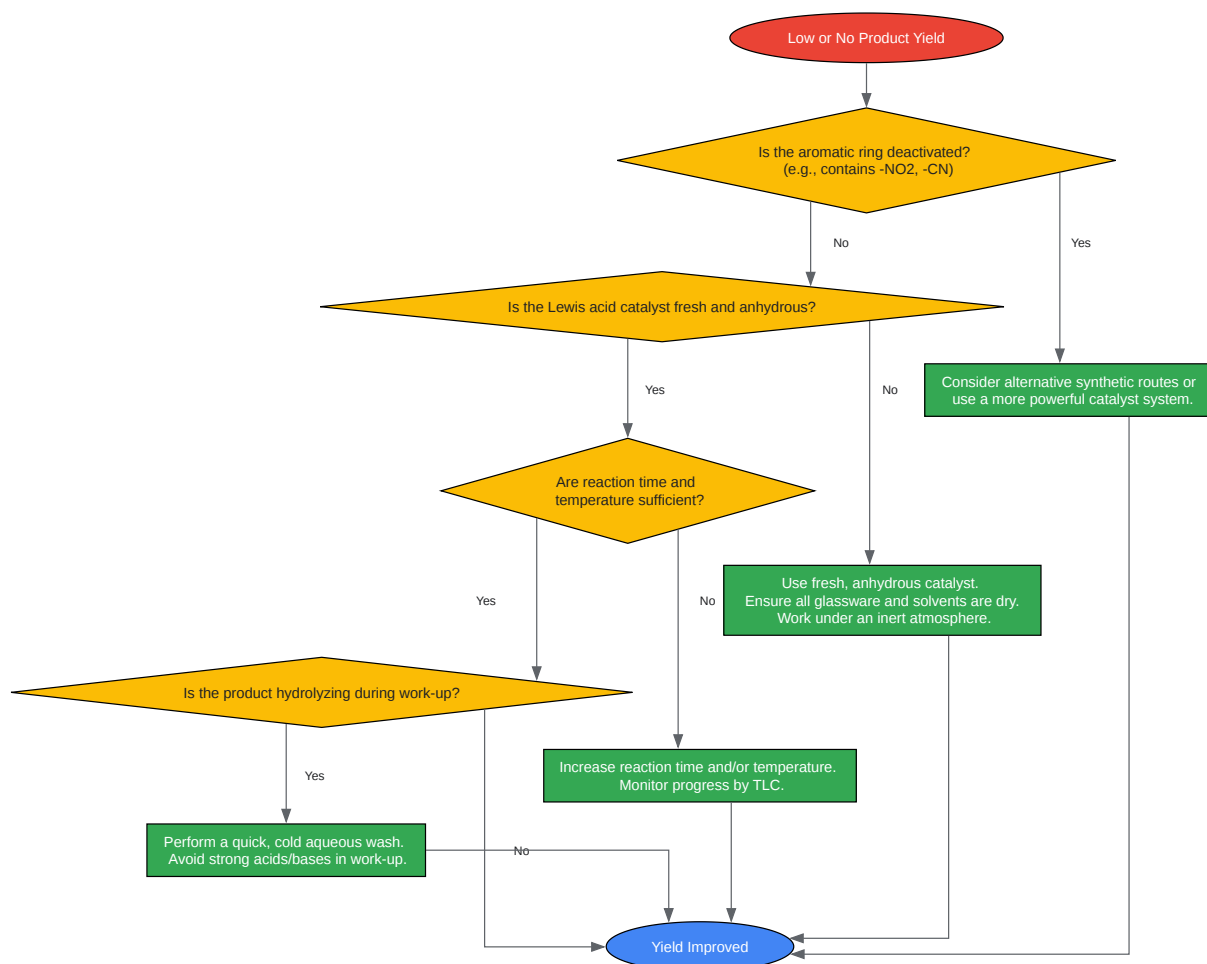 Low or No Product Yield
Is the aromatic ring deactivated?
(e.g., contains -NO2, -CN)
No
Yes
Is the Lewis acid catalyst fresh and anhydrous?
Consider alternative synthetic routes or
use a more powerful catalyst system.
Yes
No
Are reaction time and
temperature sufficient?
Use fresh, anhydrous catalyst.
Ensure all glassware and solvents are dry.
Work under an inert atmosphere.
Yes
No
Is the product hydrolyzing during work-up?
Increase reaction time and/or temperature.
Monitor progress by TLC.
Yes
Perform a quick, cold aqueous wash.
Avoid strong acids/bases in work-up.
No
Yield Improved